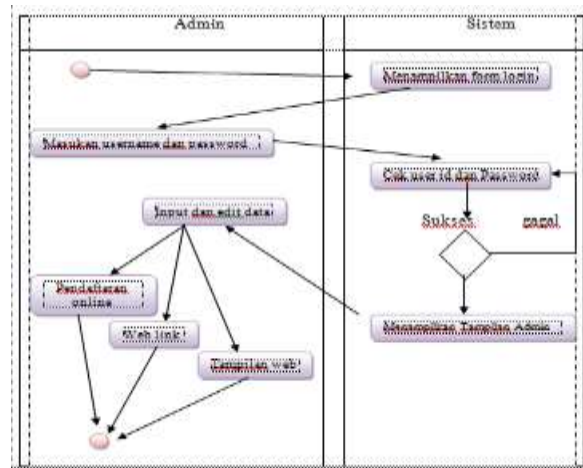 Admin
Sistem
Menampilkan form login
Masukan username dan password
Cek user id dan Password
Input dan edit data
Sukses
gagal
Pendaftaran
online
Web link
Menampilkan Tampilan Admin
Tampilan web